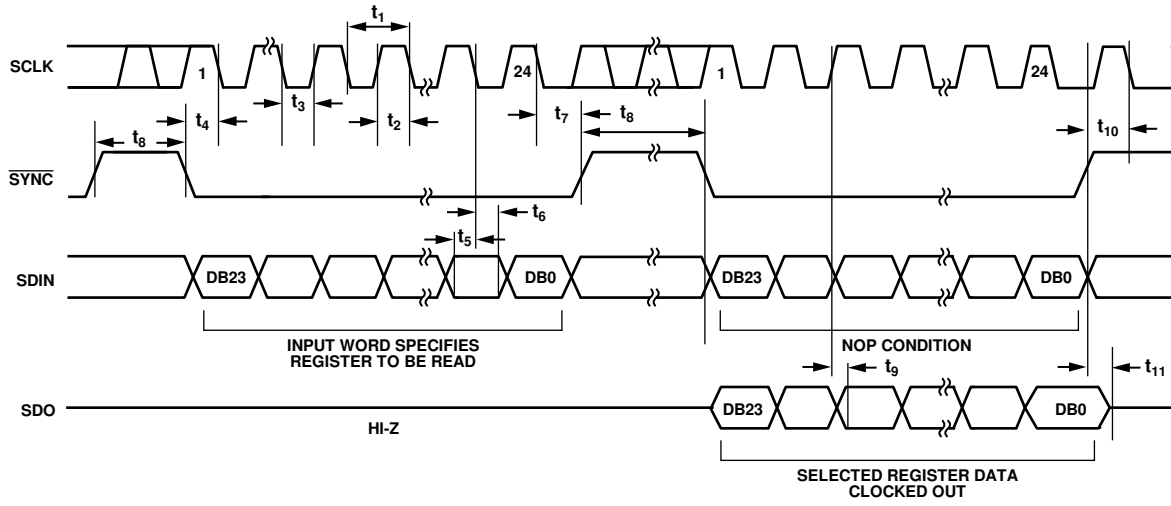 t1
SCLK
1
24
1
24
t3
t4
t2
t7
t8
t10
t8
SYNC
t6
t5
SDIN
DB23
DB0
DB23
DB0
INPUT WORD SPECIFIES
REGISTER TO BE READ
NOP CONDITION
t9
t11
SDO
DB23
DB0
HI-Z
SELECTED REGISTER DATA
CLOCKED OUT